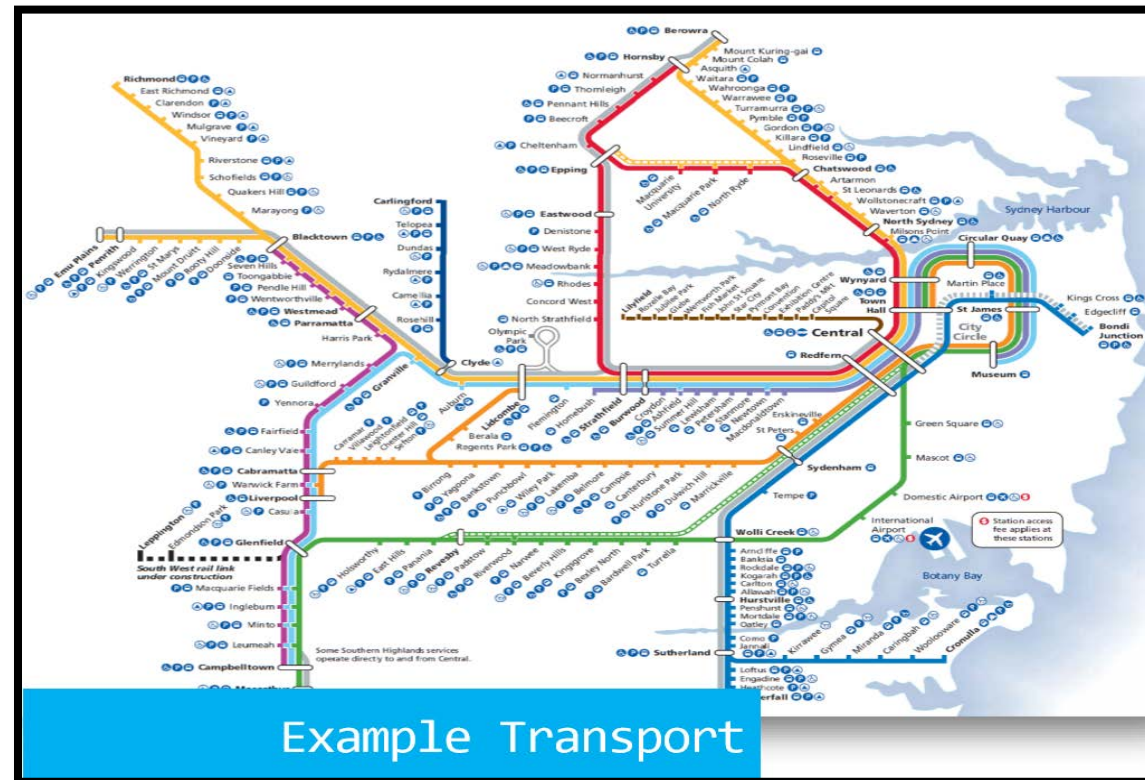 Berowra
Hornsby
Mount Kuring-gai
Mount Colah
Asquith
Normanhurst
Waitara
Thornleigh
Wahroonga
Pennant Hills
Warrawee
Turramurra
Beecroft
Pymble
Gordon
Killara
Cheltenham
Lindfield
Roseville
Epping
Chatswood
Macquarie
University
Macquarie Park
North Ryde
Artarmon
St Leonards
Wollstonecraft
Waverton
North Sydney
Milsons Point
Sydney Harbour
Richmond
East Richmond
Clarendon
Windsor
Mulgrave
Vineyard
Riverstone
Schofields
Quakers Hill
Marayong
Blacktown
Emu Plains
Penrith
Kingswood
Werrington
St Marys
Mount Druitt
Rooty Hill
Doonside
Seven Hills
Toongabbie
Pendle Hill
Wentworthville
Westmead
Parramatta
Harris Park
Carlingford
Telopea
Dundas
Rydalmere
Camellia
Rosehill
Clyde
Granville
Auburn
Eastwood
Denistone
West Ryde
Meadowbank
Rhodes
Concord West
North Strathfield
Olympic
Park
Lilyfield
Rozelle Bay
Jubilee Park
Glebe
Wentworth Park
Fish Market
John St Square
Star City
Pyrmont Bay
Convention
Exhibition Centre
Paddy's Mkt
Capitol
Square
Central
Redfern
Wynyard
Town
Hall
Circular Quay
Martin Place
St James
City
Circle
Museum
Kings Cross
Edgecliff
Bondi
Junction
Merrylands
Guildford
Yennora
Fairfield
Canley Vale
Cabramatta
Warwick Farm
Liverpool
Casula
Glenfield
Leppington
Edmondson Park
South West rail link
under construction
Macquarie Fields
Ingleburn
Minto
Leumeah
Campbelltown
Carramar
Villawood
Leightonfield
Chester Hill
Sefton
Lidcombe
Berala
Regents Park
Flemington
Homebush
Strathfield
Burwood
Croydon
Ashfield
Summer Hill
Lewisham
Petersham
Stanmore
Newtown
Macdonaldtown
Erskineville
St Peters
Sydenham
Birrong
Yagoona
Bankstown
Punchbowl
Wiley Park
Lakemba
Belmore
Campsie
Canterbury
Hurlstone Park
Dulwich Hill
Marrickville
Holsworthy
East Hills
Panania
Revesby
Padstow
Riverwood
Narwee
Beverly Hills
Kingsgrove
Bexley North
Bardwell Park
Turrella
Tempe
Wolli Creek
Green Square
Mascot
Domestic Airport
International
Airport
Station access
fee applies at
these stations
Botany Bay
Arncliffe
Banksia
Rockdale
Kogarah
Carlton
Allawah
Hurstville
Penshurst
Mortdale
Oatley
Como
Jannali
Sutherland
Kirrawee
Gymea
Miranda
Caringbah
Woolooware
Cronulla
Loftus
Engadine
Heathcote
Some Southern Highlands services
operate directly to and from Central.
Example Transport